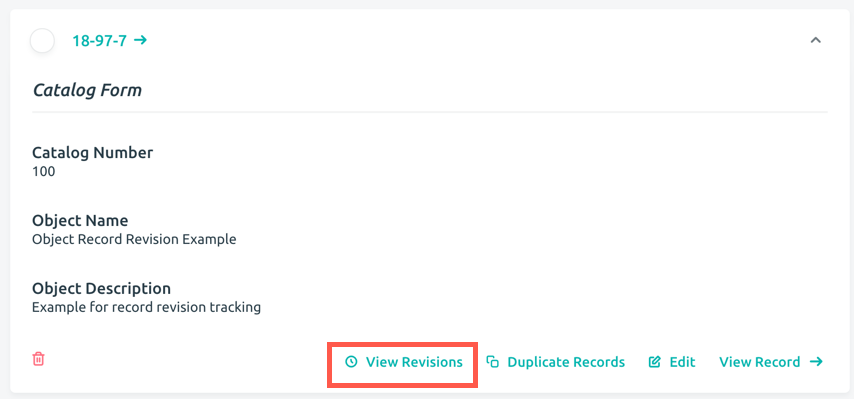 18-97-7
Catalog Form
Catalog Number
100
Object Name
Object Record Revision Example
Object Description
Example for record revision tracking
View Revisions Duplicate Records Edit View Record